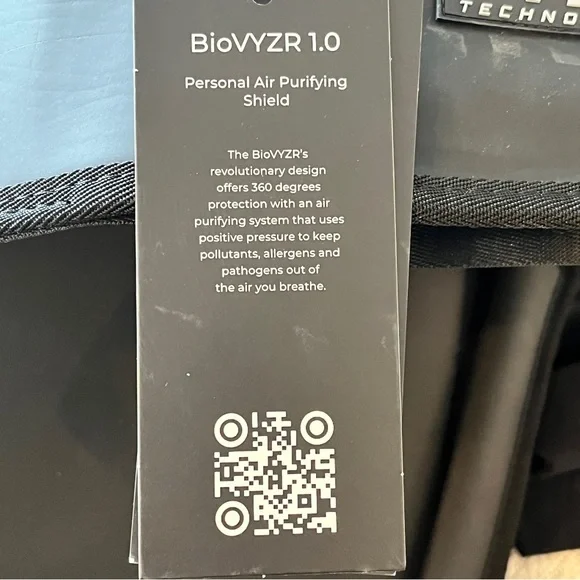 BioVYZR 1.0
TECHNO
Personal Air Purifying
Shield
The BioVYZR's
revolutionary design
offers 360 degrees
protection with an air
purifying system that uses
positive pressure to keep
pollutants, allergens and
pathogens out of
the air you breathe.